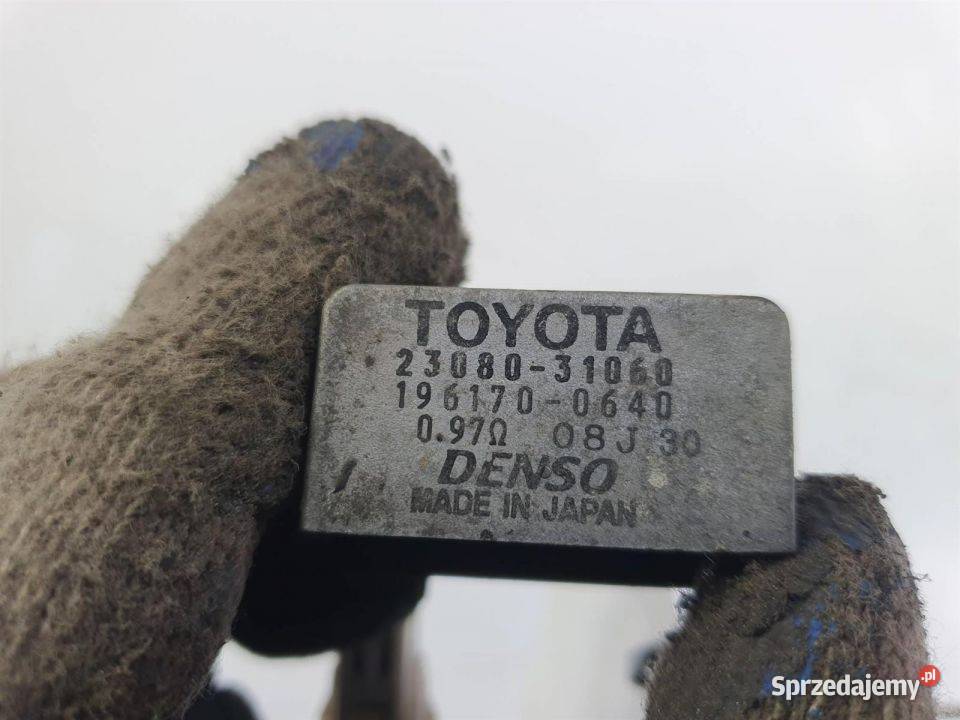 TOYOTA
23080-31060
196170-0640
0.97Ω 08J 30
DENSO
MADE IN JAPAN
Sprzedajemy.pl